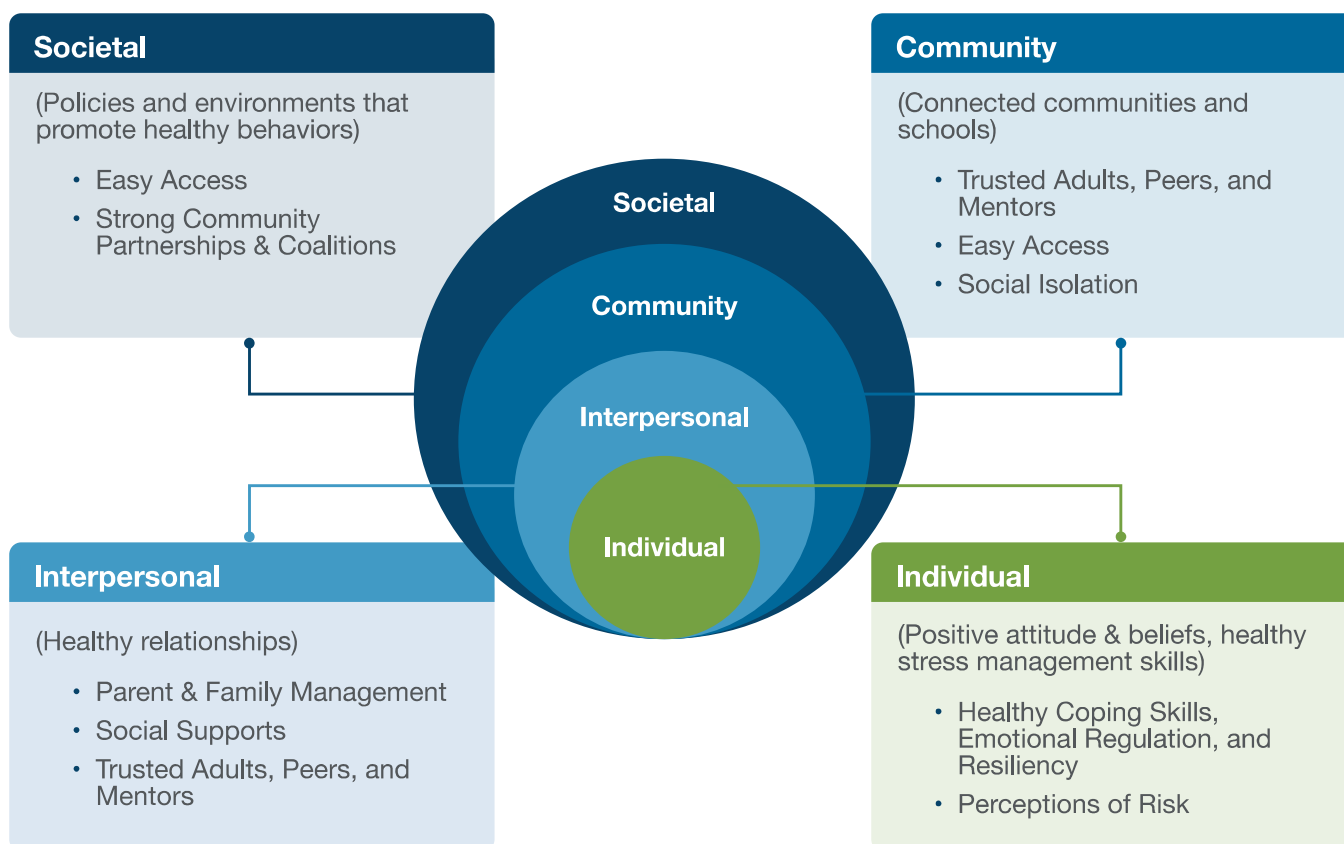 Societal
(Policies and environments that
promote healthy behaviors)
• Easy Access
• Strong Community
Partnerships & Coalitions
Community
(Connected communities and
schools)
• Trusted Adults, Peers, and
Mentors
• Easy Access
• Social Isolation
Societal
Community
Interpersonal
Individual
Interpersonal
(Healthy relationships)
• Parent & Family Management
• Social Supports
• Trusted Adults, Peers, and
Mentors
Individual
(Positive attitude & beliefs, healthy
stress management skills)
• Healthy Coping Skills,
Emotional Regulation, and
Resiliency
• Perceptions of Risk